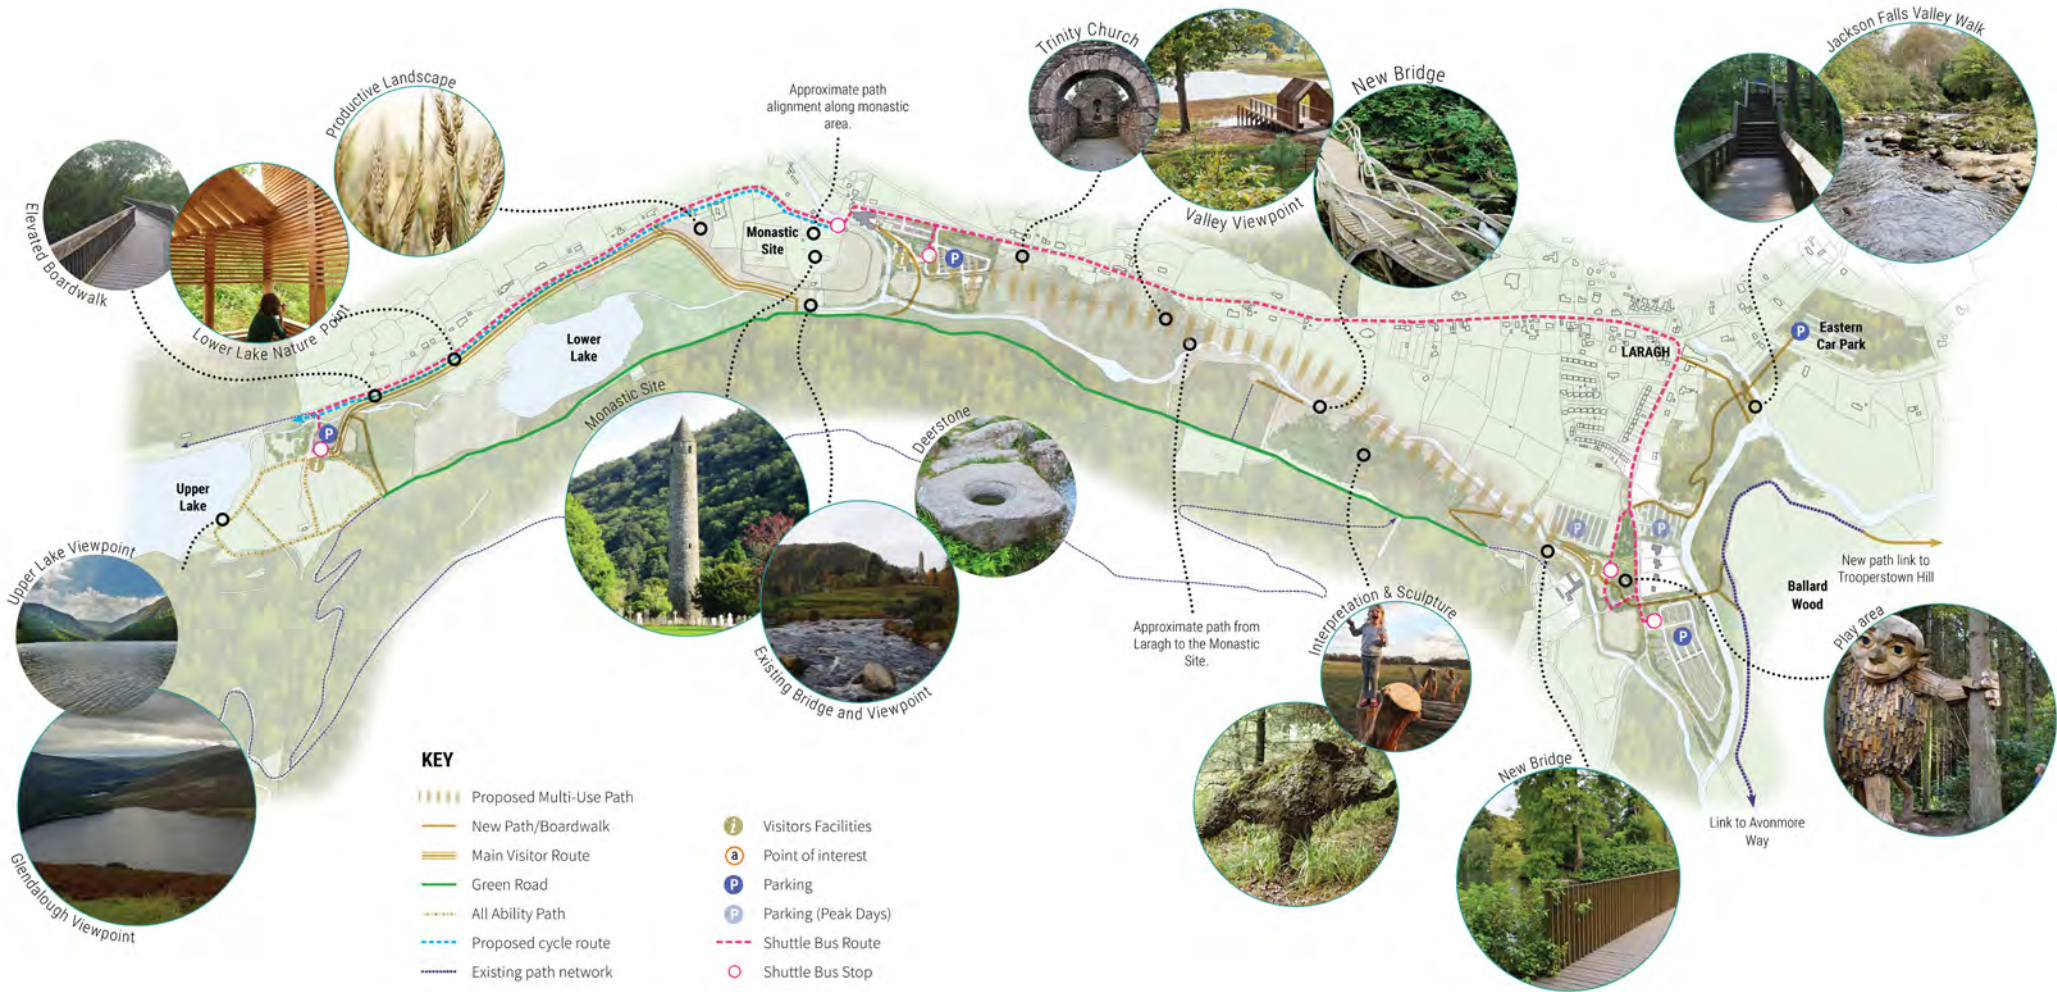 Productive Landscape
Elevated Boardwalk
Lower Lake Nature Point
Approximate path
alignment along monastic
area.
Trinity Church
Valley Viewpoint
New Bridge
Jackson Falls Valley Walk
Monastic
Site
i
P
Lower
Lake
LARAGH
P
Eastern
Car Park
P
i
Upper
Lake
Monastic Site
Deerstone
Upper Lake Viewpoint
Glendalough Viewpoint
Existing Bridge and Viewpoint
Approximate path from
Laragh to the Monastic
Site.
Interpretation & Sculpture
P
P
i
P
New path link to
Trooperstown Hill
Ballard
Wood
Play area
New Bridge
Link to Avonmore
Way
KEY
Proposed Multi-Use Path
New Path/Boardwalk
Main Visitor Route
Green Road
All Ability Path
Proposed cycle route
Existing path network
i Visitors Facilities
a Point of interest
P Parking
P Parking (Peak Days)
Shuttle Bus Route
Shuttle Bus Stop